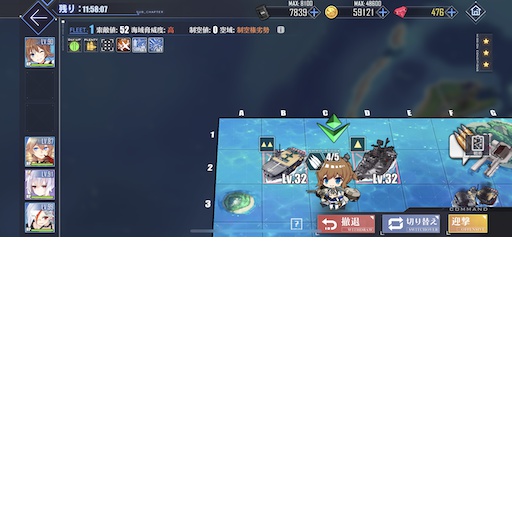 残り:11:58:07
MAX: 8100
7839
MAX: 48600
59121
476
FLEET 1 索敵値: 52 海域脅威度: 高
制空値: 0 空域: 制空権劣勢
A B C D E F G
1
2
3
4/5
Lv.32
Lv.32
?
撤退
切り替え
迎撃
COMMAND